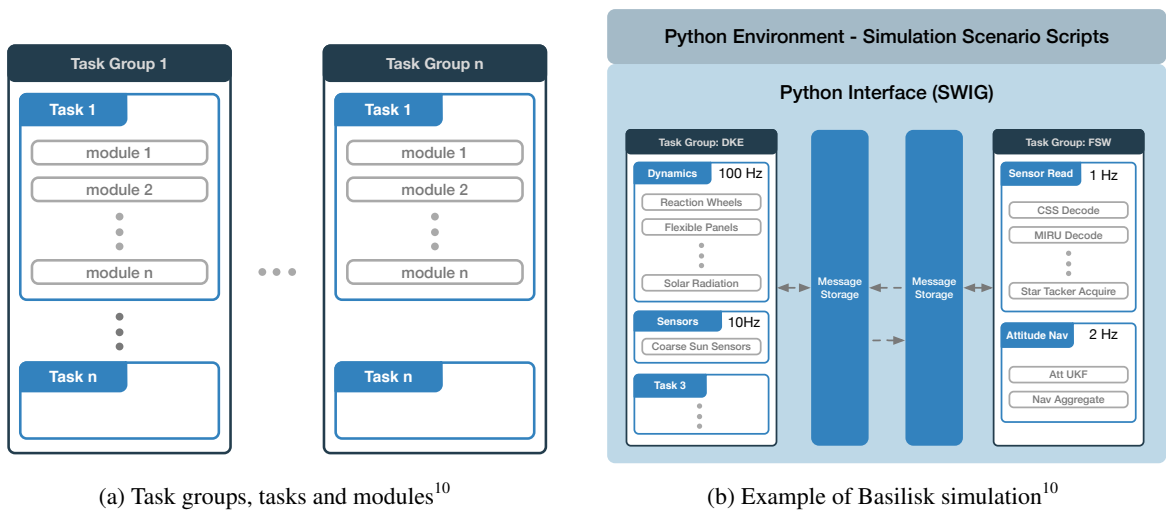 Task Group 1
Task 1
module 1
module 2
module n
Task n
Task Group n
Task 1
module 1
module 2
module n
Task n
(a) Task groups, tasks and modules10
Python Environment - Simulation Scenario Scripts
Python Interface (SWIG)
Task Group: DKE
Dynamics 100 Hz
Reaction Wheels
Flexible Panels
Solar Radiation
Sensors 10Hz
Coarse Sun Sensors
Task 3
Message
Storage
Message
Storage
Task Group: FSW
Sensor Read 1 Hz
CSS Decode
MIRU Decode
Star Tacker Acquire
Attitude Nav 2 Hz
Att UKF
Nav Aggregate
(b) Example of Basilisk simulation10